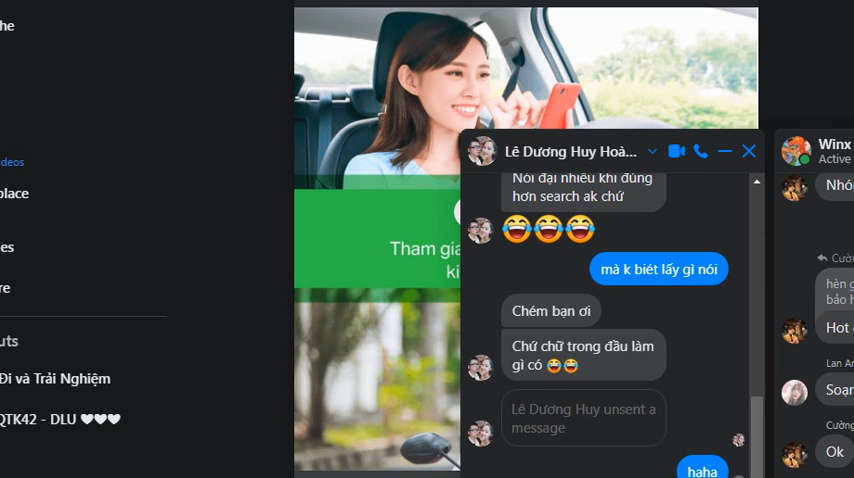 he
deos
place
es
re
uts
Đi và Trải Nghiệm
QTK42 - DLU ❤❤❤
Tham gia
ki
Lê Dương Huy Hoà...
Nói đại nhiều khi đúng
hơn search ak chứ
😂😂😂
mà k biét lấy gì nói
Chém bạn ơi
Chứ chữ trong đầu làm
gì có 😂😂
Lê Dương Huy unsent a
message
haha
Winx
Active
Nhó
Cườ
hèn g
bảo h
Hot
Lan An
Soạn
Cường
Ok